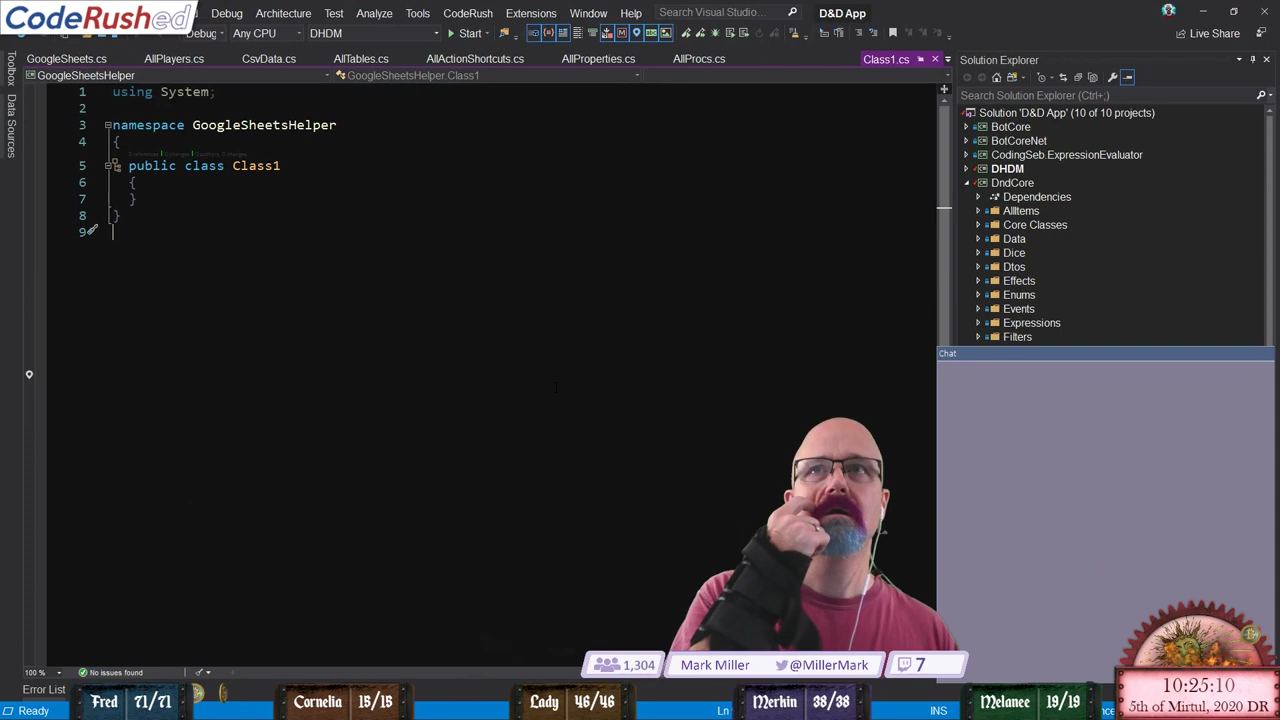 CodeRushed
Debug Architecture Test Analyze Tools CodeRush Extensions Window Help Search Visual Studio D&D App
Debug Any CPU DHDM Start Live Share
GoogleSheets.cs AllPlayers.cs CsvData.cs AllTables.cs AllActionShortcuts.cs AllProperties.cs AllProcs.cs Class1.cs
GoogleSheetsHelper GoogleSheetsHelper.Class1
Toolbox
Data Sources
1 using System;
2
3 namespace GoogleSheetsHelper
4 {
5 public class Class1
6 {
7 }
8 }
9
Solution Explorer
Search Solution Explorer (Ctrl+;)
Solution 'D&D App' (10 of 10 projects)
BotCore
BotCoreNet
CodingSeb.ExpressionEvaluator
DHDM
DndCore
Dependencies
AllItems
Core Classes
Data
Dice
Dtos
Effects
Enums
Events
Expressions
Filters
Chat
100 % No issues found
1,304 Mark Miller @MillerMark 7
Error List
Ready Ln INS
Fred 71/71 Cornelia 15/15 Lady 46/46 Merkin 38/38 Melanee 19/19
10:25:10
5th of Mirtul, 2020 DR